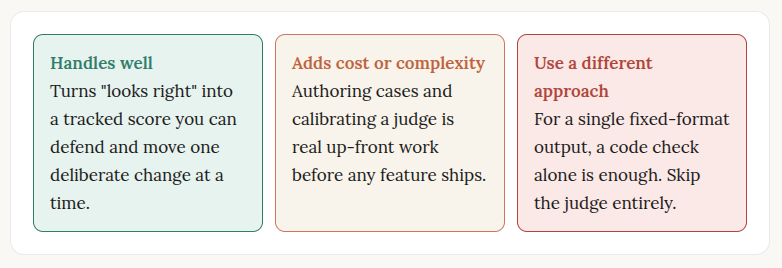 Handles well
Turns "looks right" into
a tracked score you can
defend and move one
deliberate change at a
time.
Adds cost or complexity
Authoring cases and
calibrating a judge is
real up-front work
before any feature ships.
Use a different
approach
For a single fixed-format
output, a code check
alone is enough. Skip
the judge entirely.